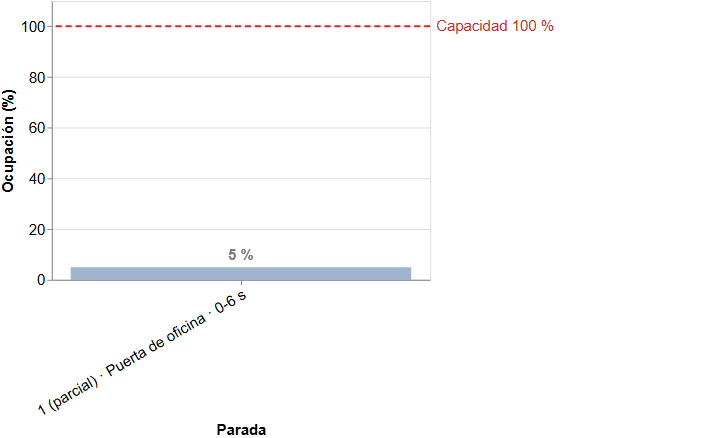 Capacidad 100 %
Ocupación (%)
100
80
60
40
20
0
5 %
1 (parcial) · Puerta de oficina · 0-6 s
Parada